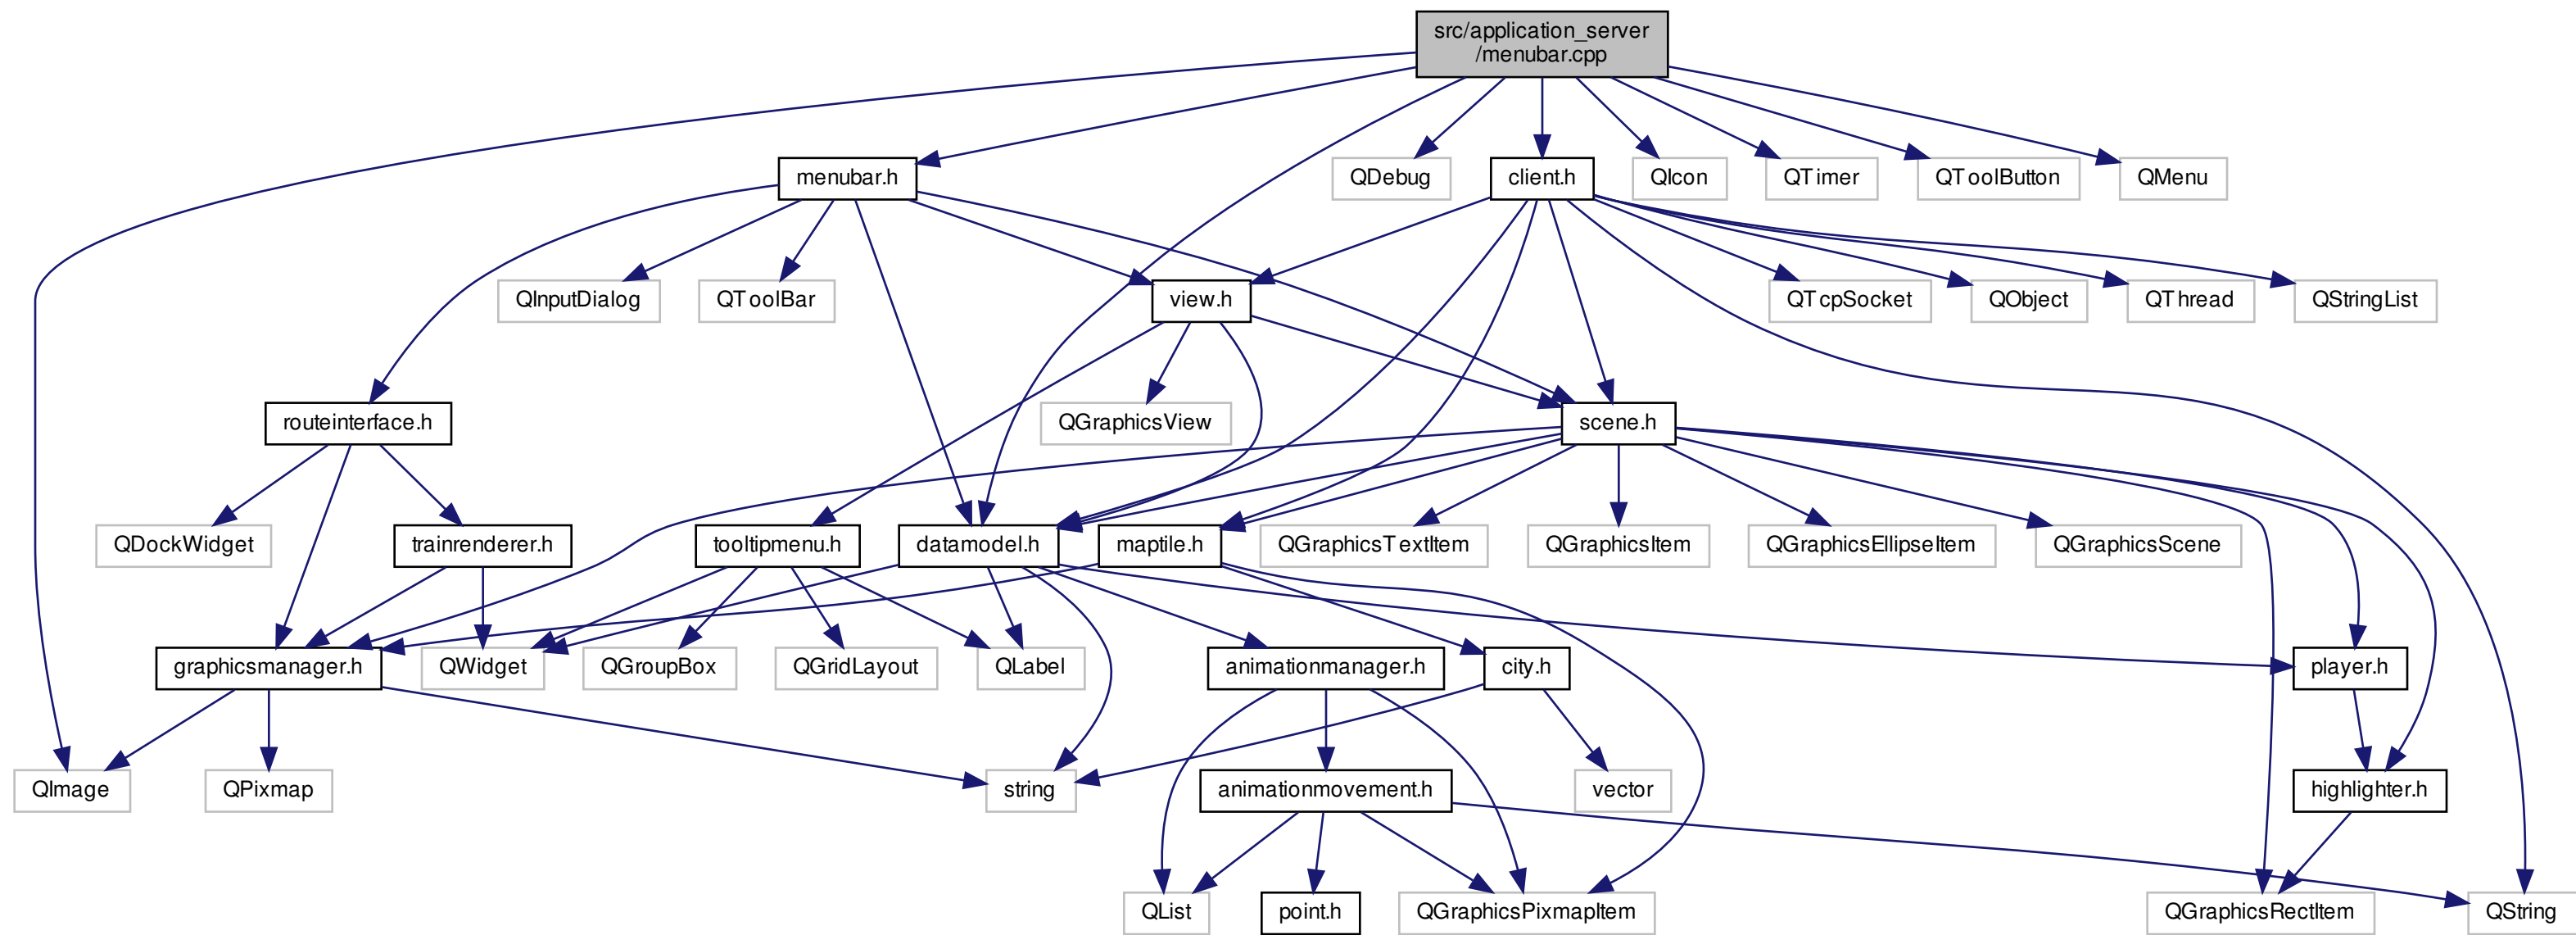 src/application_server
/menubar.cpp
menubar.h
QDebug
client.h
QIcon
QTimer
QToolButton
QMenu
QInputDialog
QToolBar
view.h
QTcpSocket
QObject
QThread
QStringList
routeinterface.h
QGraphicsView
scene.h
QDockWidget
trainrenderer.h
tooltipmenu.h
datamodel.h
maptile.h
QGraphicsTextItem
QGraphicsItem
QGraphicsEllipseItem
QGraphicsScene
graphicsmanager.h
QWidget
QGroupBox
QGridLayout
QLabel
animationmanager.h
city.h
player.h
QImage
QPixmap
string
animationmovement.h
vector
highlighter.h
QList
point.h
QGraphicsPixmapItem
QGraphicsRectItem
QString